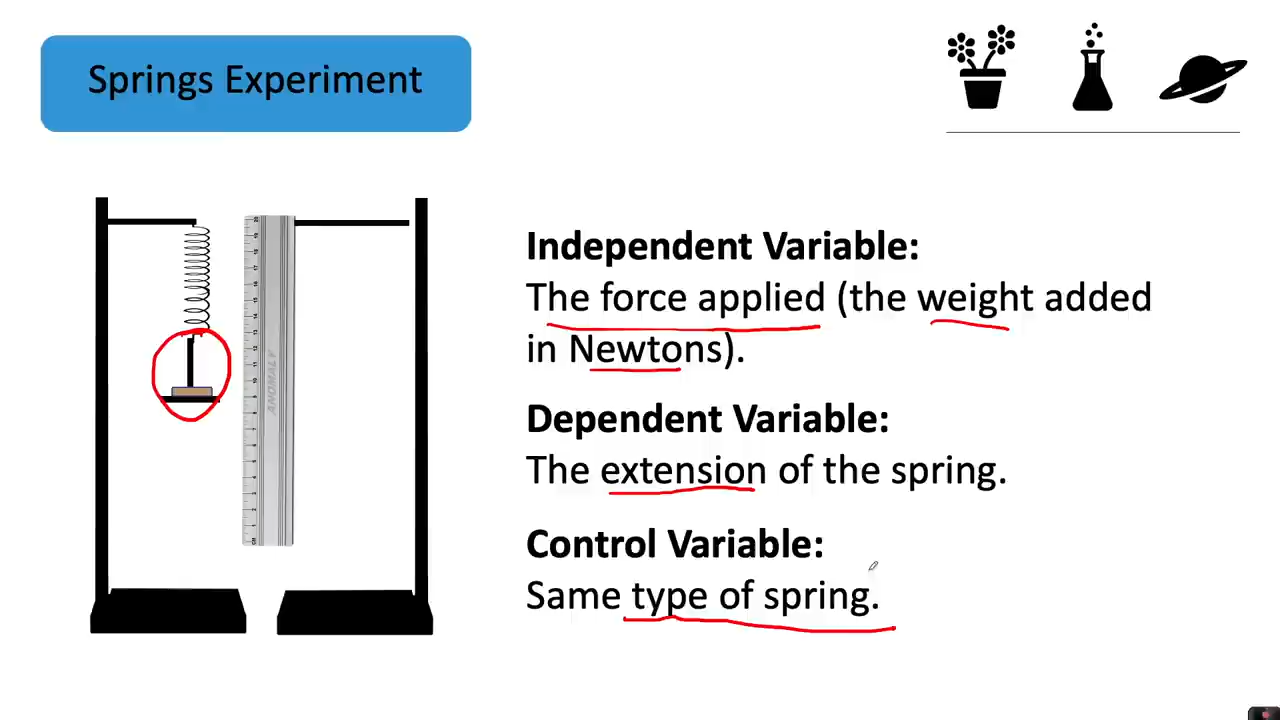 Springs Experiment
Independent Variable:
The force applied (the weight added
in Newtons).
Dependent Variable:
The extension of the spring.
Control Variable:
Same type of spring.
ANOMALY